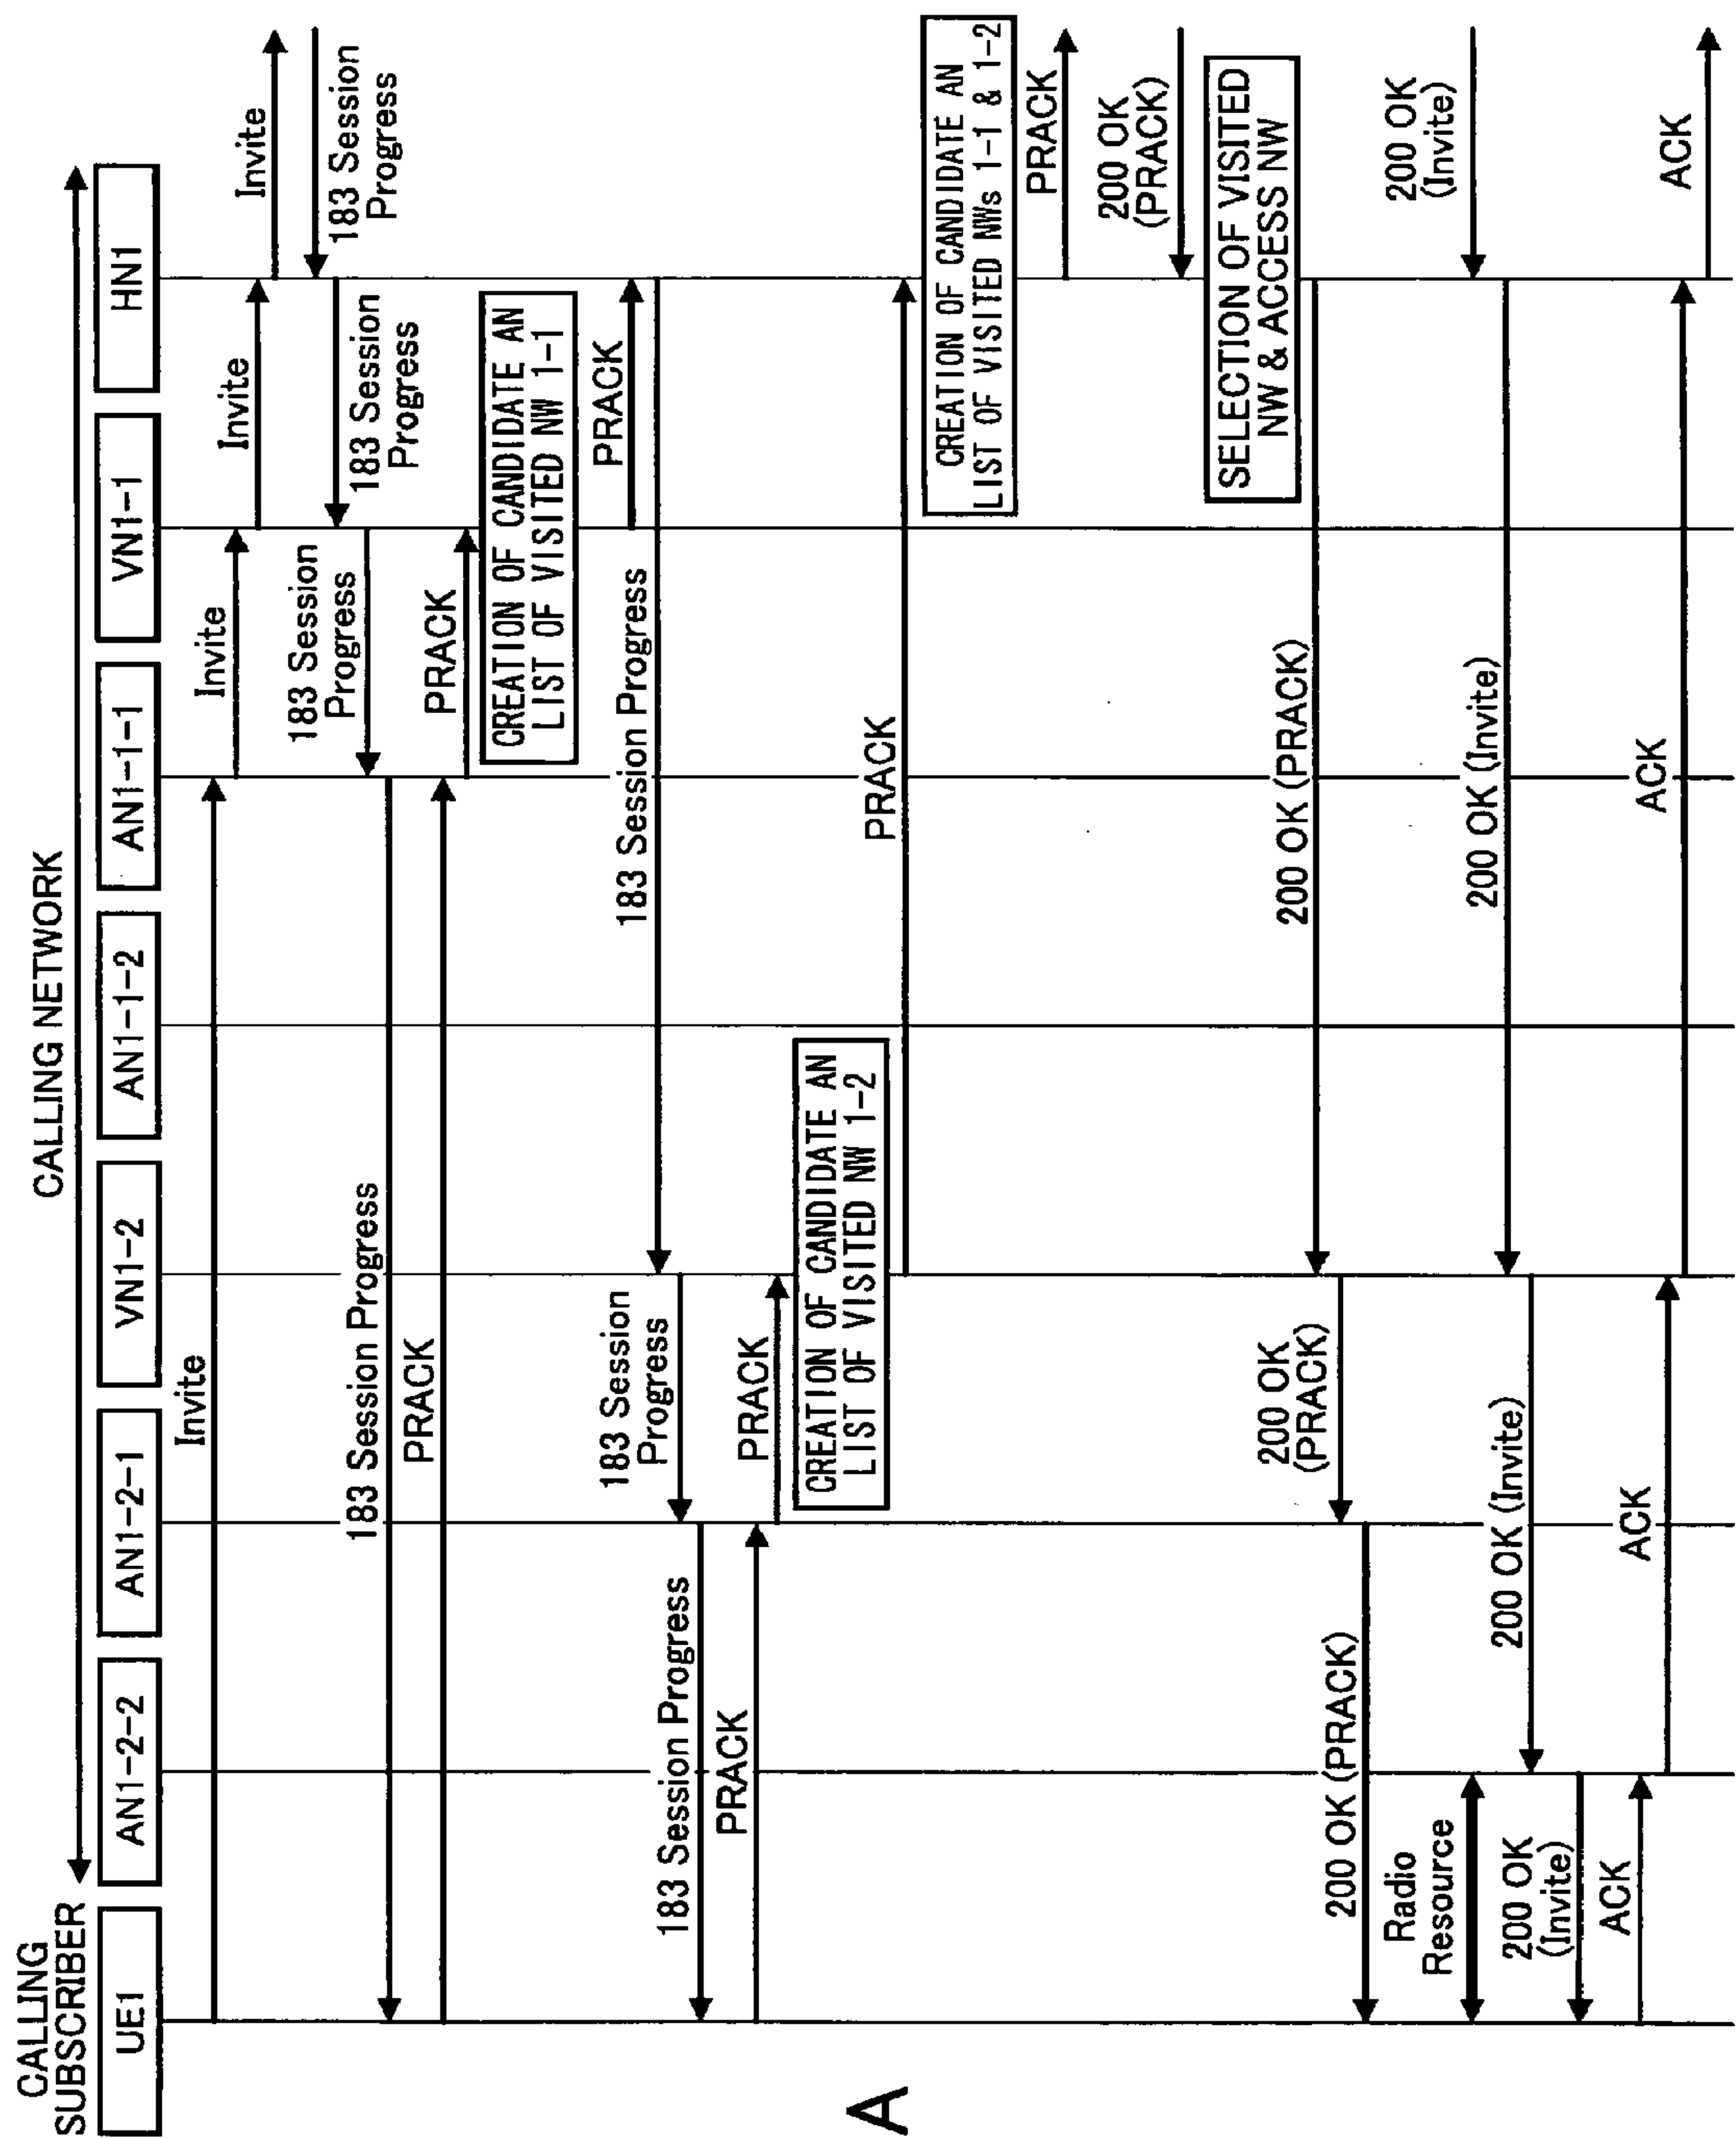 CALLING NETWORK
CALLING
SUBSCRIBER
UE1
AN1-2-2
AN1-2-1
VN1-2
AN1-1-2
AN1-1-1
VN1-1
HN1
Invite
Invite
Invite
Invite
183 Session
Progress
183 Session
Progress
183 Session
Progress
183 Session Progress
PRACK
PRACK
CREATION OF CANDIDATE AN
LIST OF VISITED NW 1-1
PRACK
183 Session Progress
183 Session
Progress
183 Session Progress
PRACK
PRACK
CREATION OF CANDIDATE AN
LIST OF VISITED NW 1-2
PRACK
CREATION OF CANDIDATE AN
LIST OF VISITED NWs 1-1 & 1-2
PRACK
200 OK
(PRACK)
SELECTION OF VISITED
NW & ACCESS NW
200 OK (PRACK)
200 OK
(PRACK)
200 OK (PRACK)
Radio
Resource
200 OK
(Invite)
200 OK (Invite)
200 OK (Invite)
200 OK
(Invite)
ACK
ACK
ACK
ACK
A